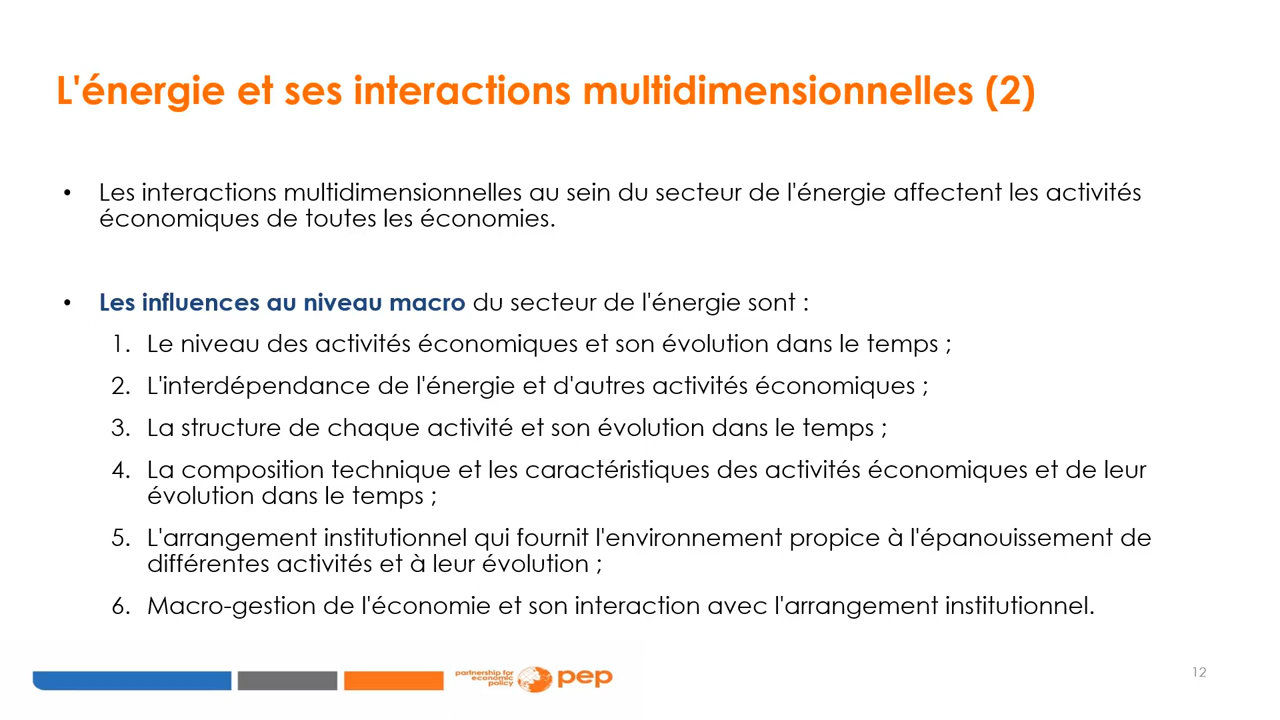 L'énergie et ses interactions multidimensionnelles (2)
• Les interactions multidimensionnelles au sein du secteur de l'énergie affectent les activités
économiques de toutes les économies.
• Les influences au niveau macro du secteur de l'énergie sont :
1. Le niveau des activités économiques et son évolution dans le temps ;
2. L'interdépendance de l'énergie et d'autres activités économiques ;
3. La structure de chaque activité et son évolution dans le temps ;
4. La composition technique et les caractéristiques des activités économiques et de leur
évolution dans le temps ;
5. L'arrangement institutionnel qui fournit l'environnement propice à l'épanouissement de
différentes activités et à leur évolution ;
6. Macro-gestion de l'économie et son interaction avec l'arrangement institutionnel.
partnership for
economic
policy
pep
12